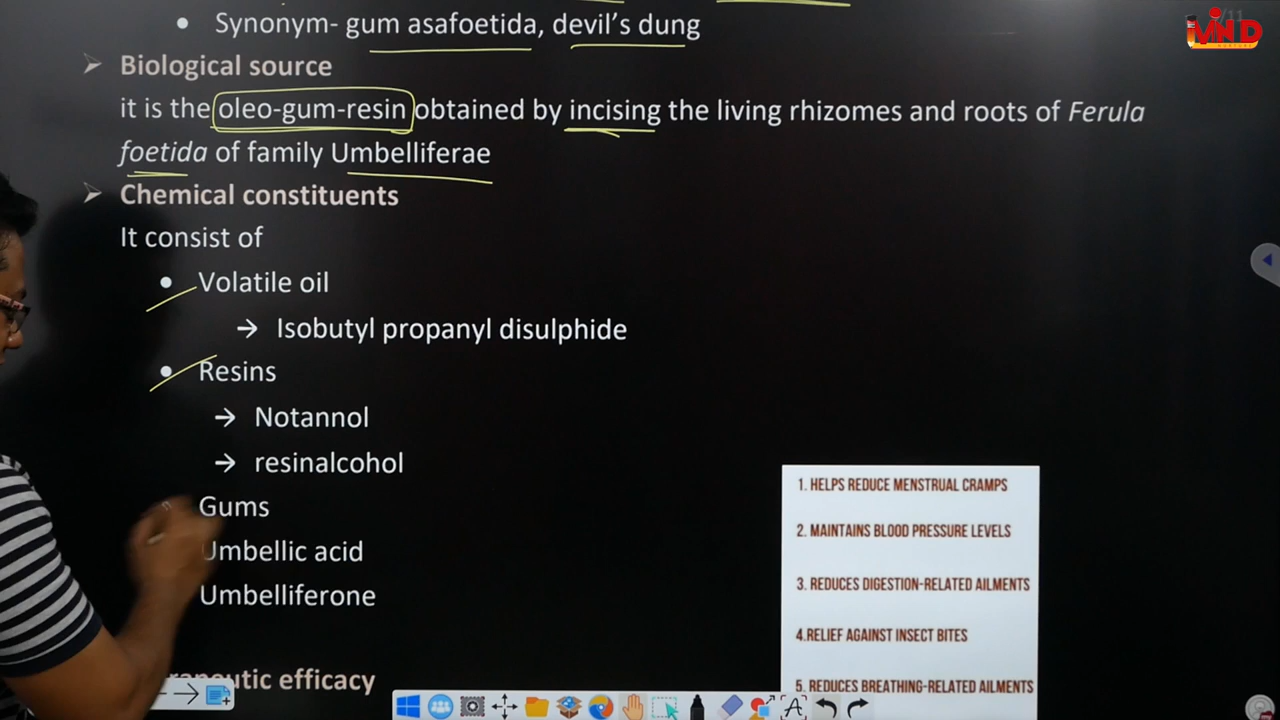 Synonym- gum asafoetida, devil's dung
Biological source
it is the oleo-gum-resin obtained by incising the living rhizomes and roots of Ferula
foetida of family Umbelliferae
Chemical constituents
It consist of
Volatile oil
Isobutyl propanyl disulphide
Resins
Notannol
resinalcohol
Gums
Umbellic acid
Umbelliferone
efficacy
1. HELPS REDUCE MENSTRUAL CRAMPS
2. MAINTAINS BLOOD PRESSURE LEVELS
3. REDUCES DIGESTION-RELATED AILMENTS
4.RELIEF AGAINST INSECT BITES
5. REDUCES BREATHING-RELATED AILMENTS